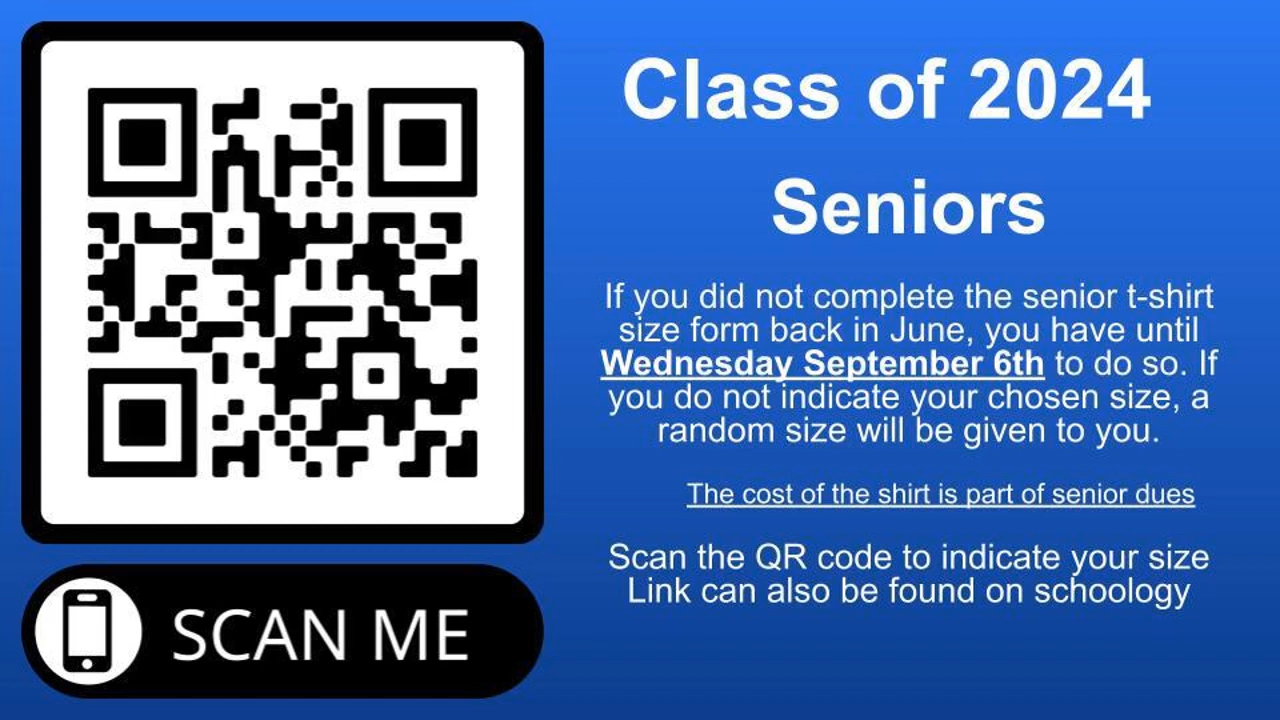 Class of 2024
Seniors
If you did not complete the senior t-shirt
size form back in June, you have until
Wednesday September 6th to do so. If
you do not indicate your chosen size, a
random size will be given to you.
The cost of the shirt is part of senior dues
Scan the QR code to indicate your size
Link can also be found on schoology
SCAN ME